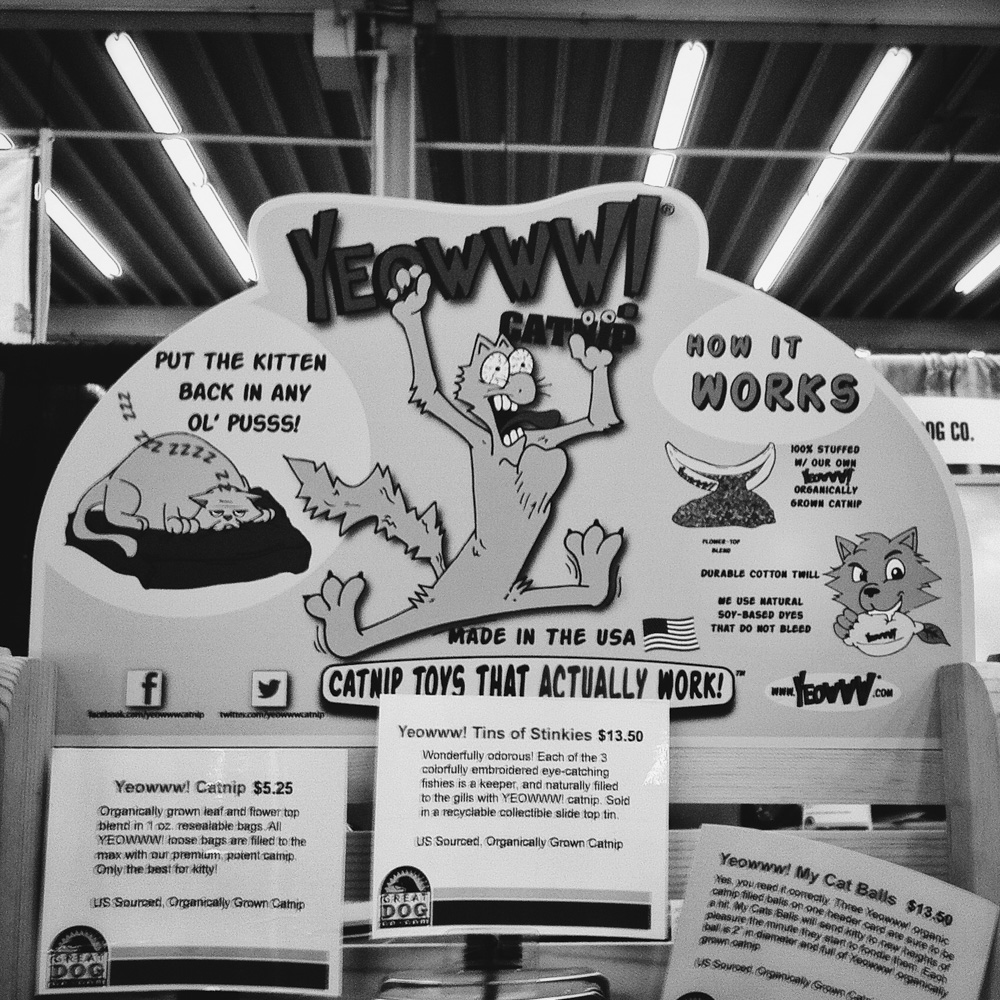 YEOWWW!®
CATNIP
PUT THE KITTEN
BACK IN ANY
OL' PUSSS!
ZZZ
ZZ ZZZZ
Z Z
HOW IT
WORKS
100% STUFFED
W/ OUR OWN
YEOWWW!
ORGANICALLY
GROWN CATNIP
FLOWER-TOP
BLEND
DURABLE COTTON TWILL
WE USE NATURAL
SOY-BASED DYES
THAT DO NOT BLEED
MADE IN THE USA
CATNIP TOYS THAT ACTUALLY WORK!™
WWW.YEOWWW.COM
facebook.com/yeowwwcatnip
twitter.com/yeowwwcatnip
OG CO.
Yeowww! Catnip $5.25
Organically grown leaf and flower top
blend in 1 oz. resealable bags. All
YEOWWW! loose bags are filled to the
max with our premium, potent catnip.
Only the best for kitty!
US Sourced, Organically Grown Catnip
GREAT
DOG
Yeowww! Tins of Stinkies $13.50
Wonderfully odorous! Each of the 3
colorfully embroidered eye-catching
fishies is a keeper, and naturally filled
to the gills with YEOWWW! catnip. Sold
in a recyclable collectible slide top tin.
US Sourced, Organically Grown Catnip
GREAT
DOG
Yeowww! My Cat Balls $13.50
Yes, you read it correctly. Three Yeowww! organic
catnip filled balls on one header card are sure to be
a hit. My Cats Balls will send kitty to new heights of
pleasure the minute they start to fondle them. Each
ball is 2" in diameter and full of Yeowww! organically
grown catnip.
US Sourced, Organically Grown Catnip